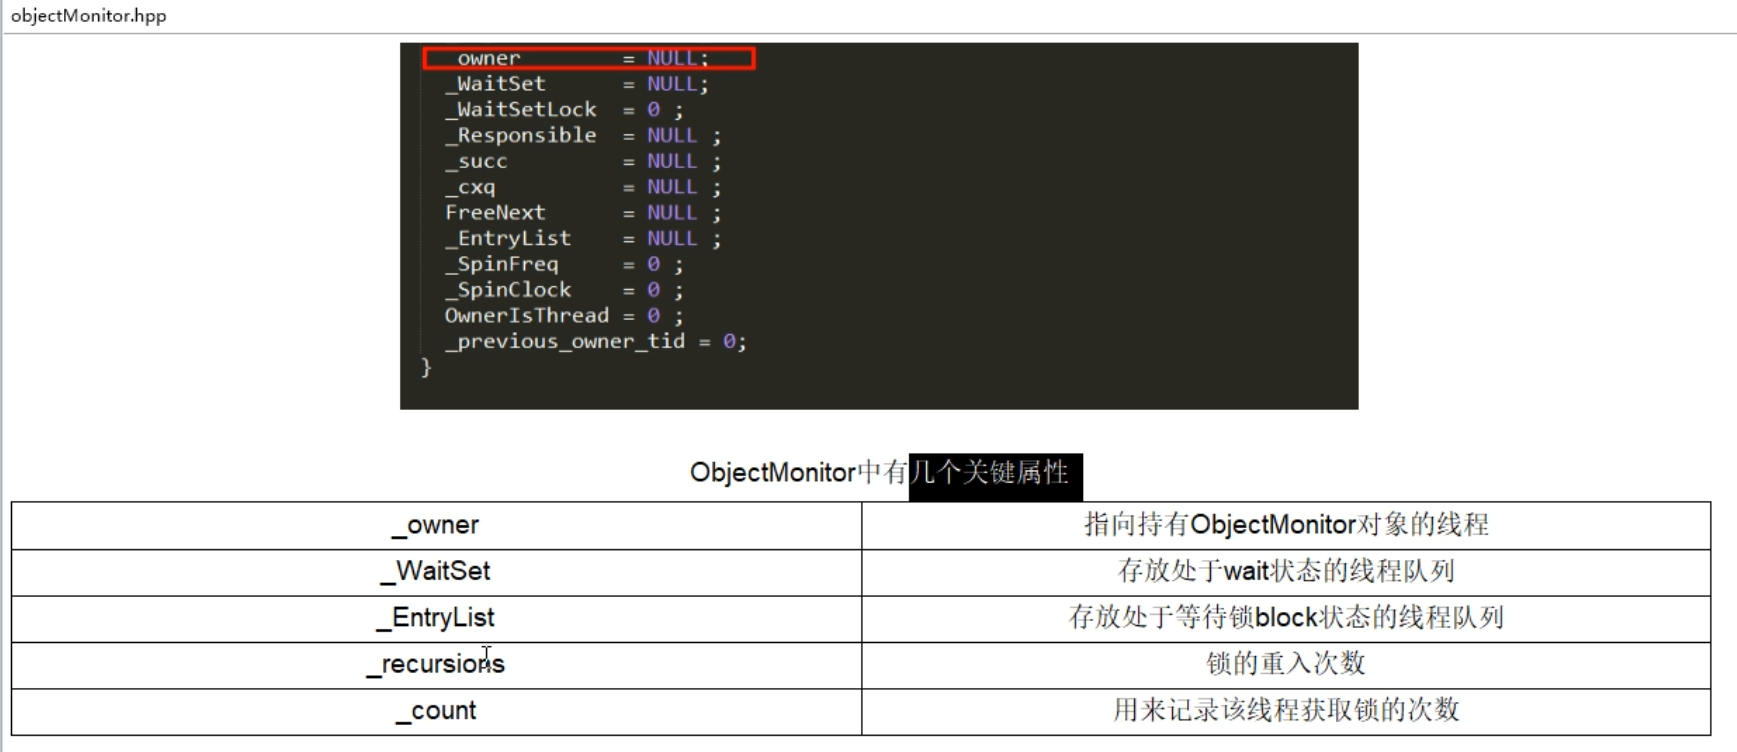 objectMonitor.hpp
_owner = NULL;
_WaitSet = NULL;
_WaitSetLock = 0 ;
_Responsible = NULL ;
_succ = NULL ;
_cxq = NULL ;
FreeNext = NULL ;
_EntryList = NULL ;
_SpinFreq = 0 ;
_SpinClock = 0 ;
OwnerIsThread = 0 ;
_previous_owner_tid = 0;
}
ObjectMonitor中有几个关键属性
_owner 指向持有ObjectMonitor对象的线程
_WaitSet 存放处于wait状态的线程队列
_EntryList 存放处于等待锁block状态的线程队列
_recursions 锁的重入次数
_count 用来记录该线程获取锁的次数